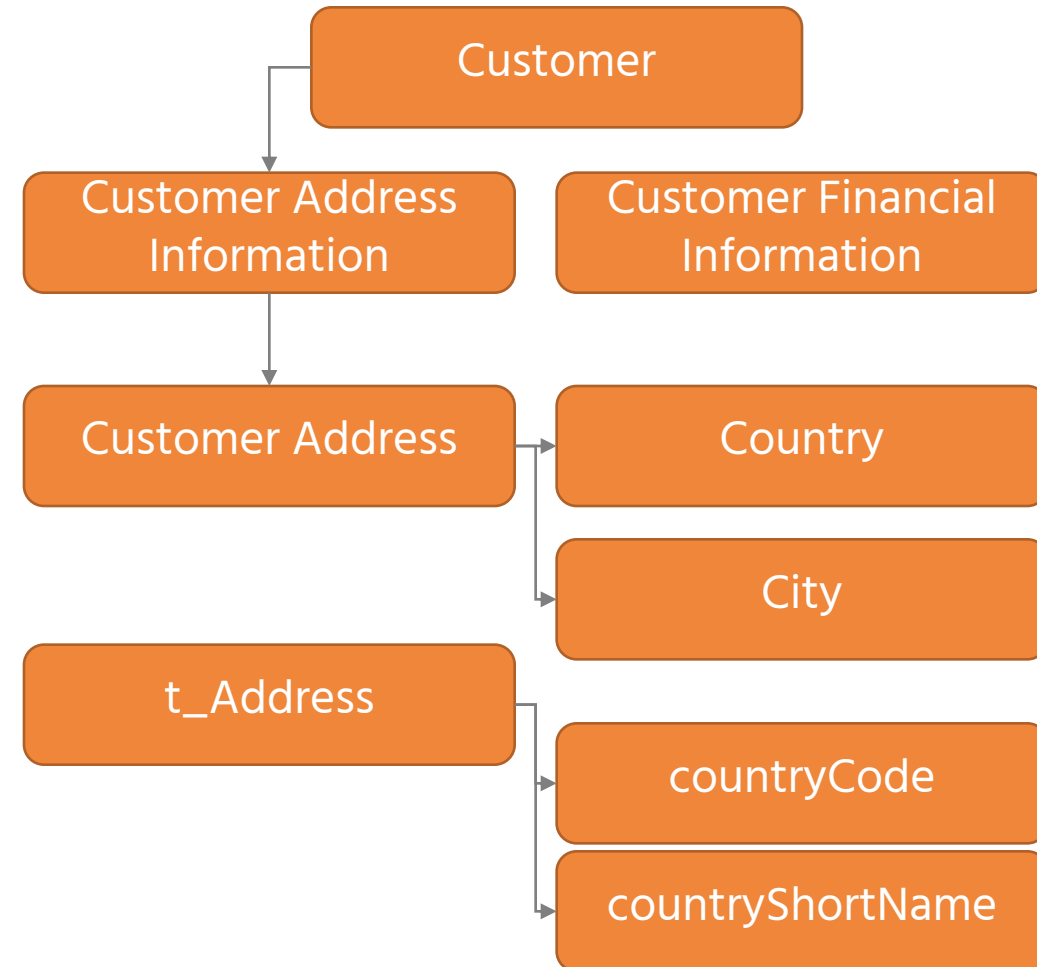 Customer
Customer Address
Information
Customer Financial
Information
Customer Address
Country
City
t_Address
countryCode
countryShortName